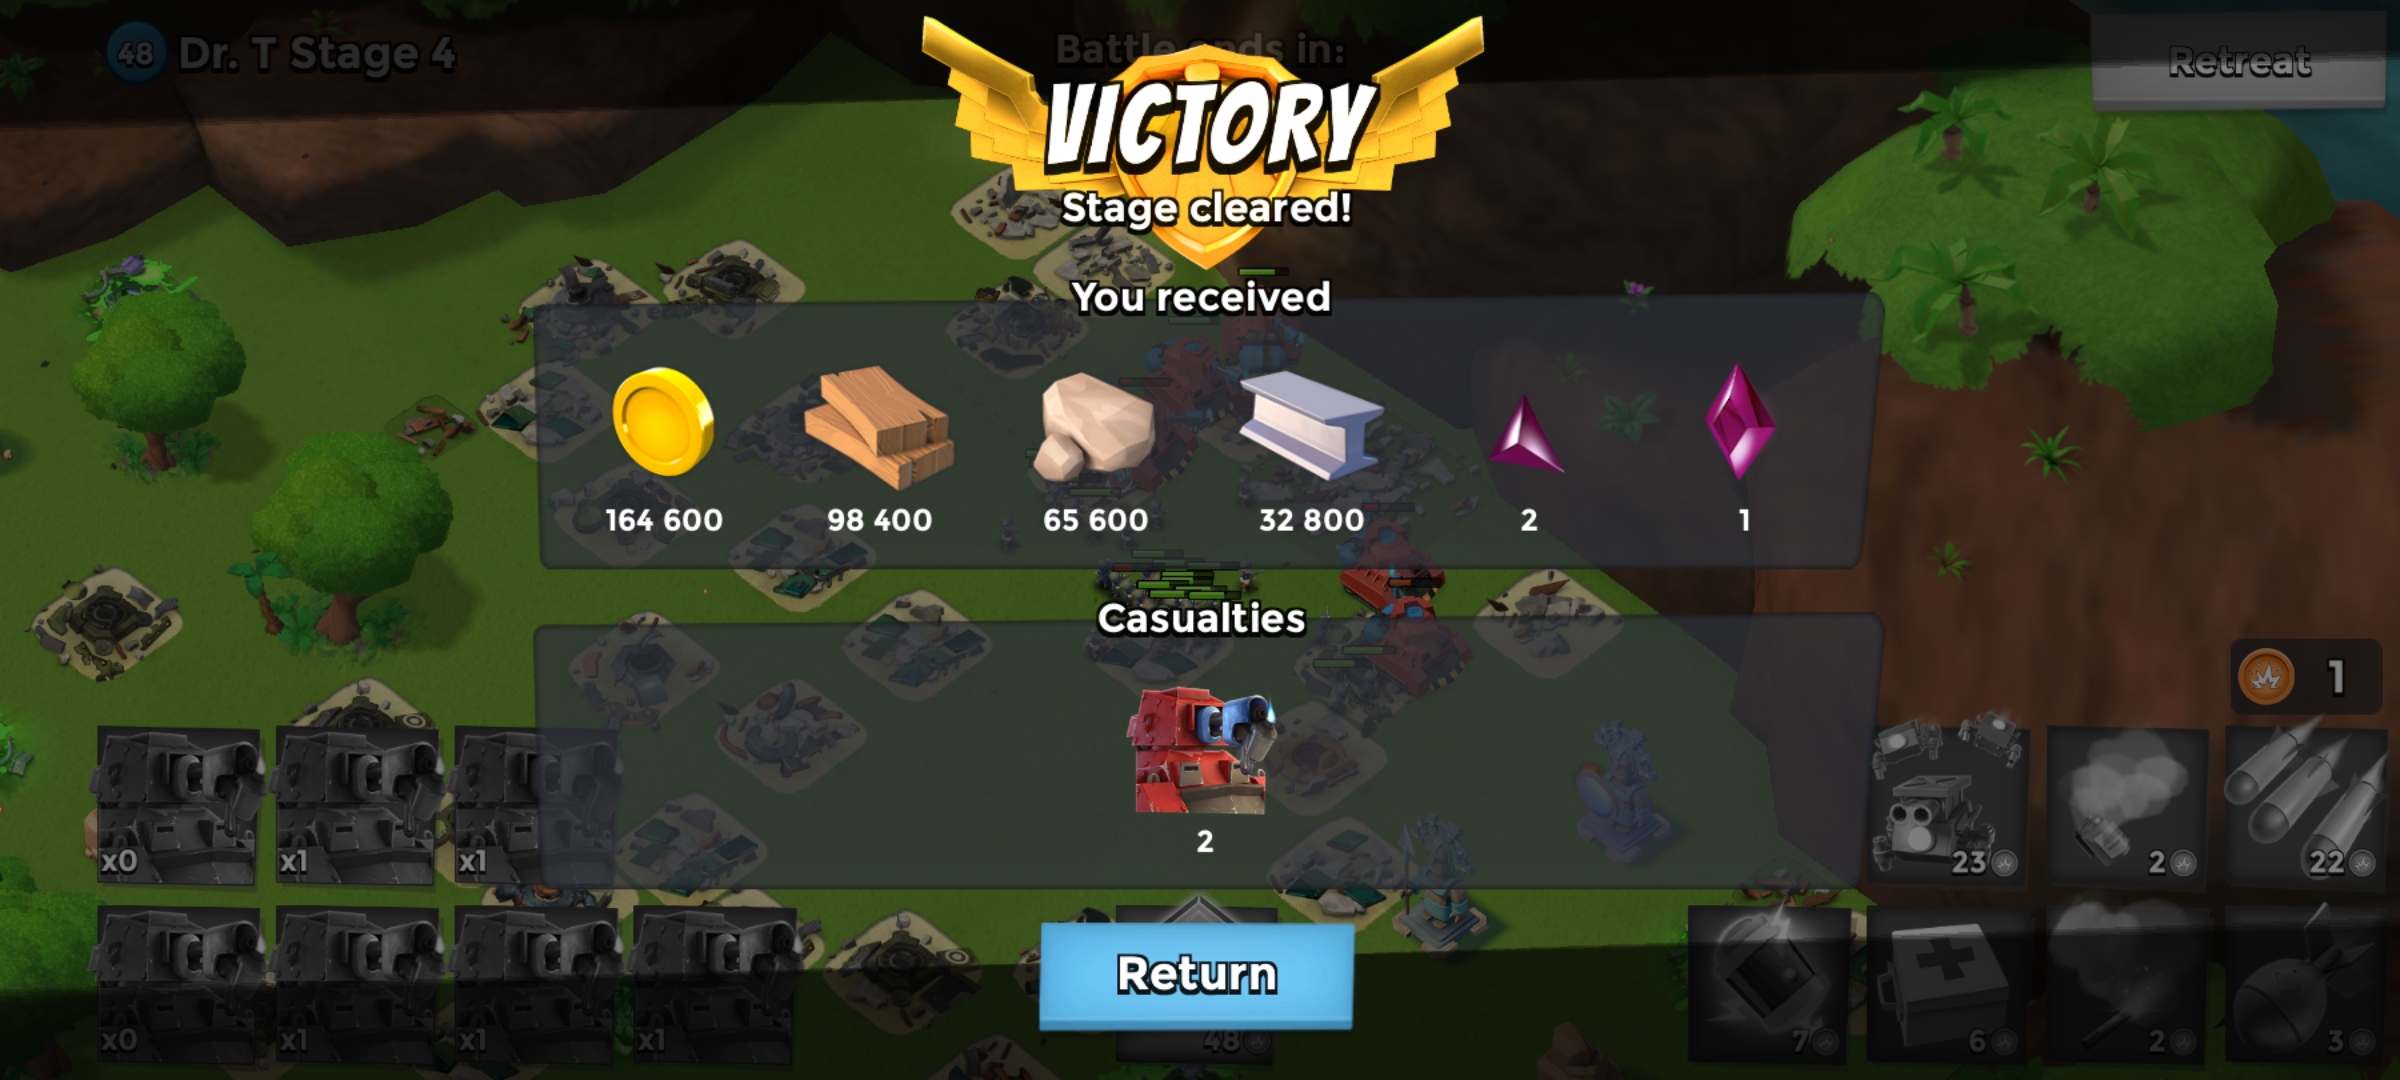 48 Dr. T Stage 4
Battle ends in:
Retreat
VICTORY
Stage cleared!
You received
164 600 98 400 65 600 32 800 2 1
Casualties
2
1
x0 x1 x1
23 2 22
x0 x1 x1 x1
48
7 6 2 3
Return